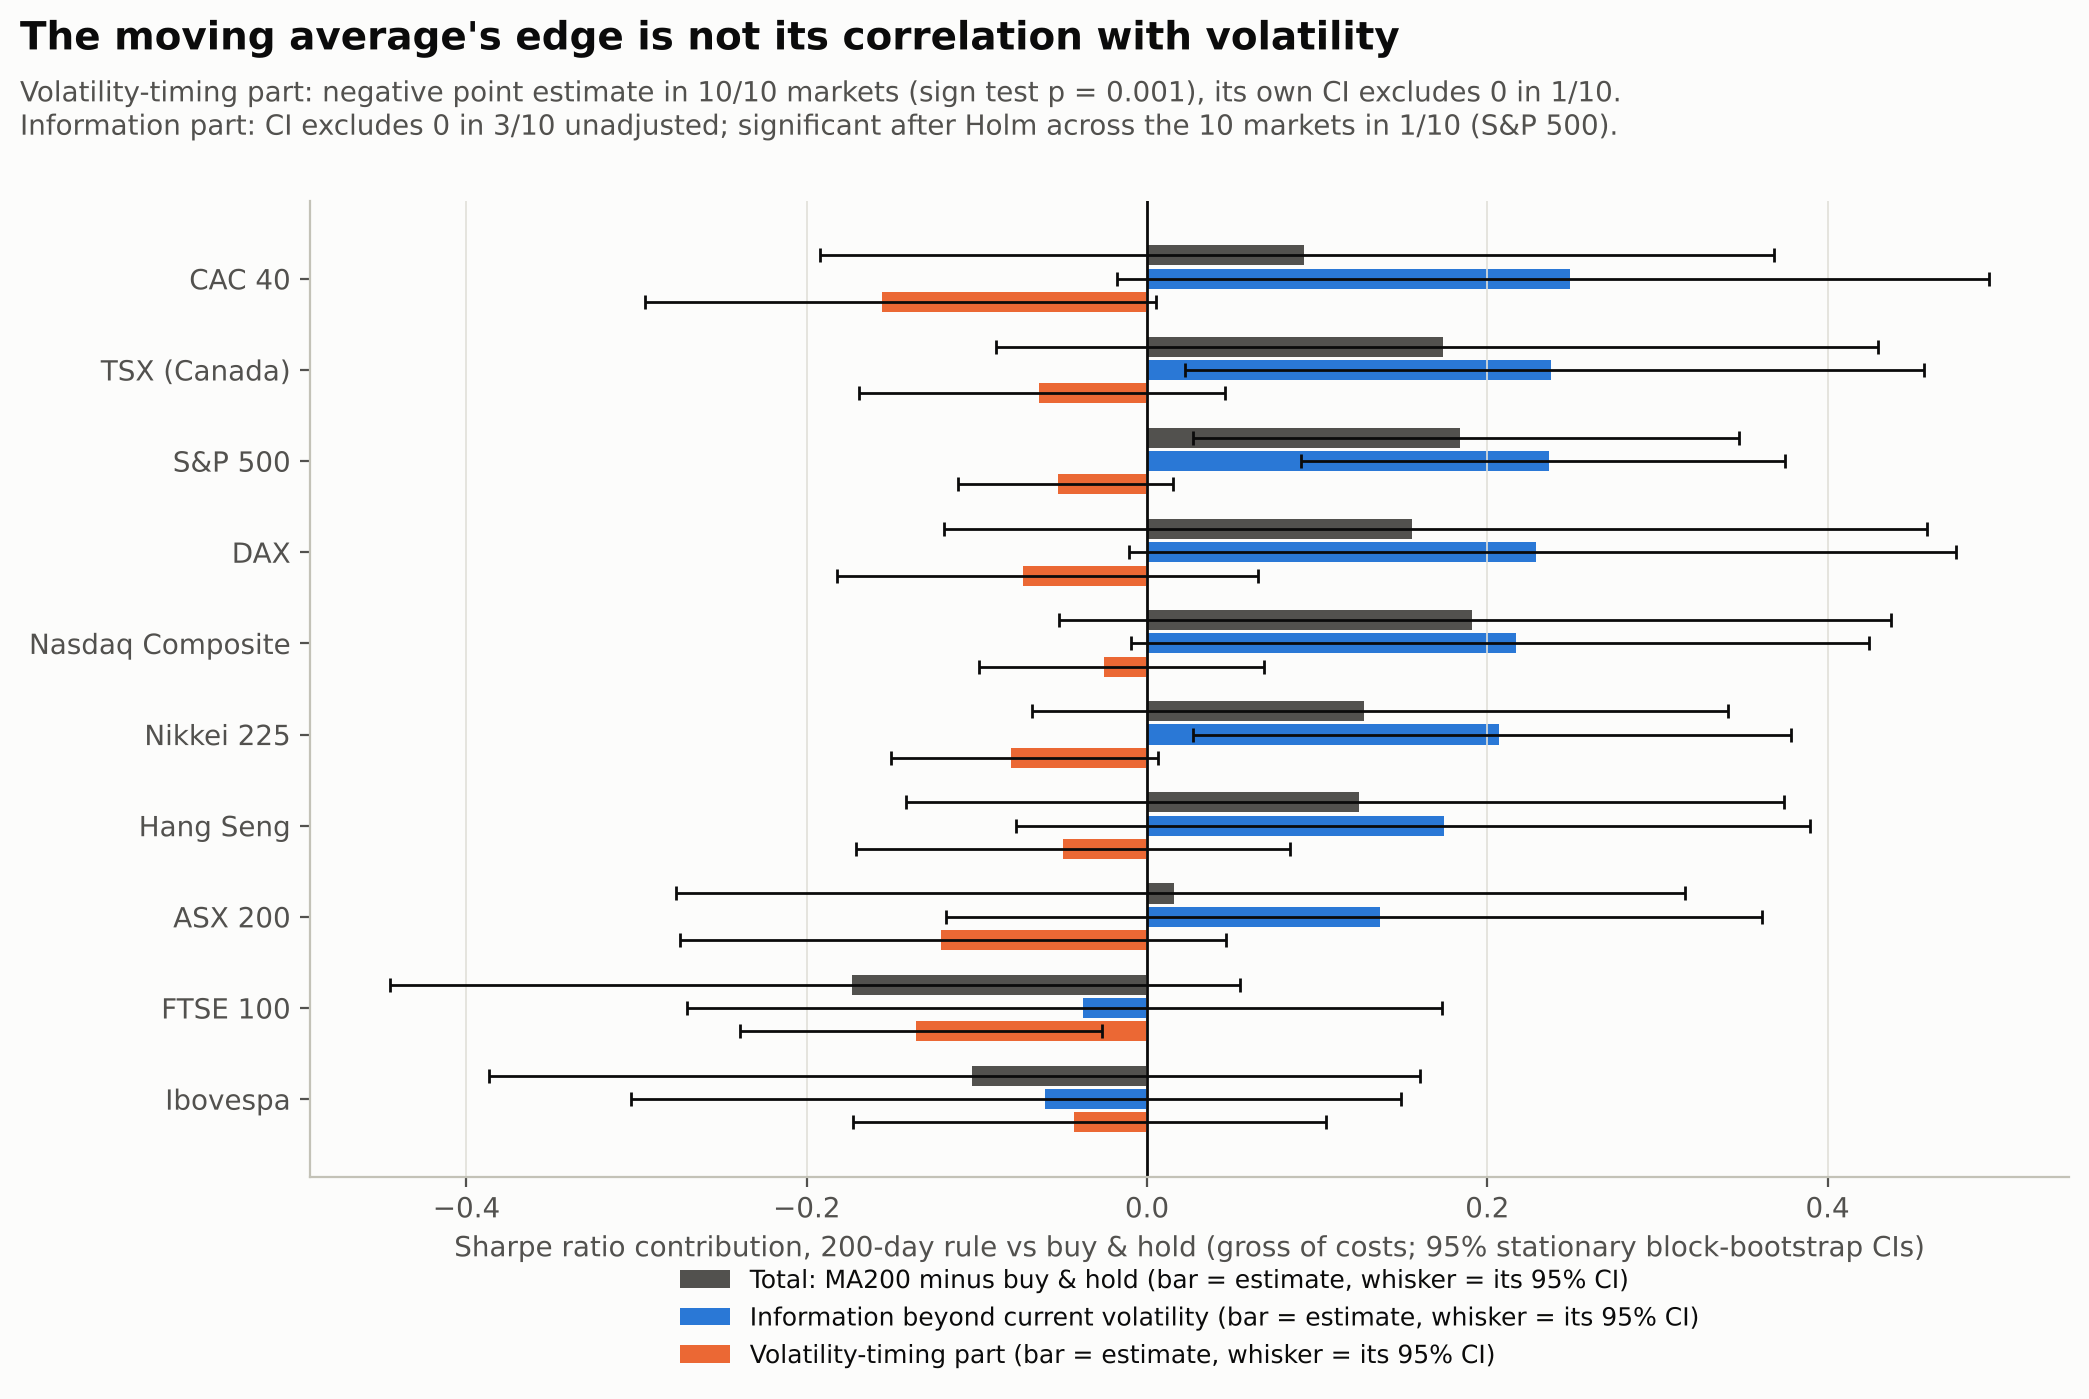 The moving average's edge is not its correlation with volatility
Volatility-timing part: negative point estimate in 10/10 markets (sign test p = 0.001), its own CI excludes 0 in 1/10.
Information part: CI excludes 0 in 3/10 unadjusted; significant after Holm across the 10 markets in 1/10 (S&P 500).
CAC 40
TSX (Canada)
S&P 500
DAX
Nasdaq Composite
Nikkei 225
Hang Seng
ASX 200
FTSE 100
Ibovespa
−0.4 −0.2 0.0 0.2 0.4
Sharpe ratio contribution, 200-day rule vs buy & hold (gross of costs; 95% stationary block-bootstrap CIs)
Total: MA200 minus buy & hold (bar = estimate, whisker = its 95% CI)
Information beyond current volatility (bar = estimate, whisker = its 95% CI)
Volatility-timing part (bar = estimate, whisker = its 95% CI)